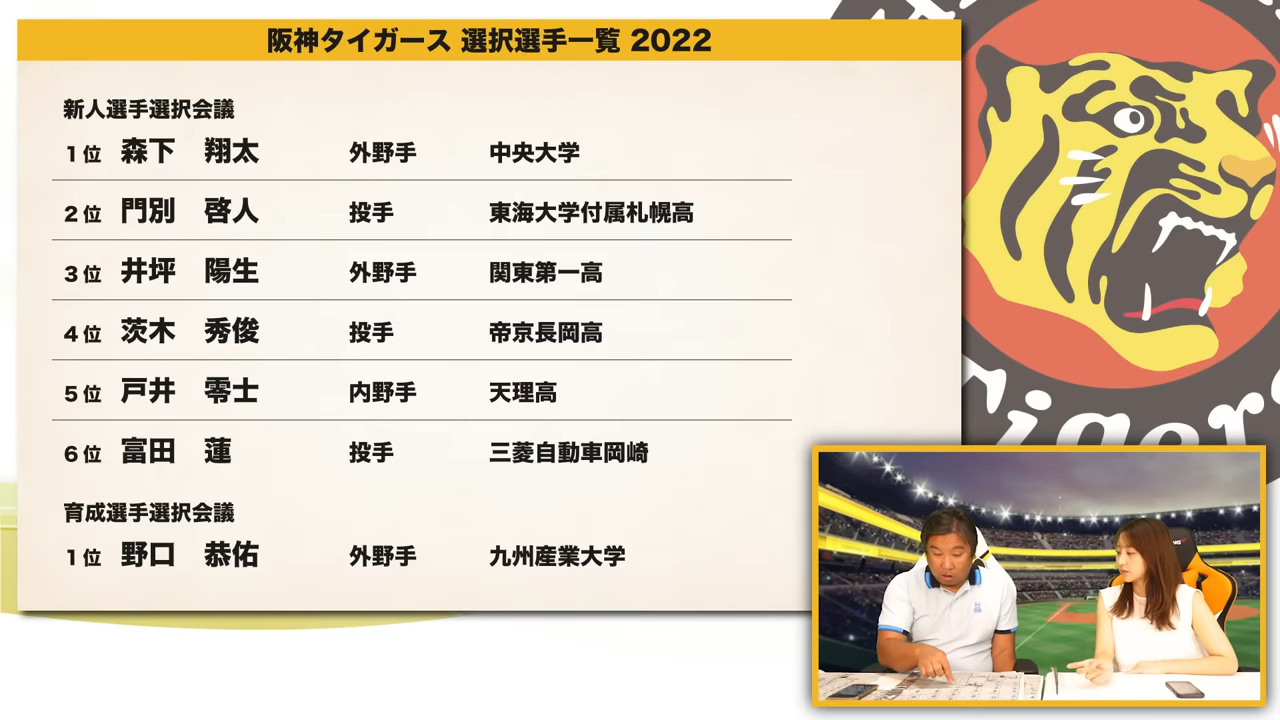 阪神タイガース 選択選手一覧 2022
新人選手選択会議
1位 森下 翔太 外野手 中央大学
2位 門別 啓人 投手 東海大学付属札幌高
3位 井坪 陽生 外野手 関東第一高
4位 茨木 秀俊 投手 帝京長岡高
5位 戸井 零士 内野手 天理高
6位 富田 蓮 投手 三菱自動車岡崎
育成選手選択会議
1位 野口 恭佑 外野手 九州産業大学
Tigers